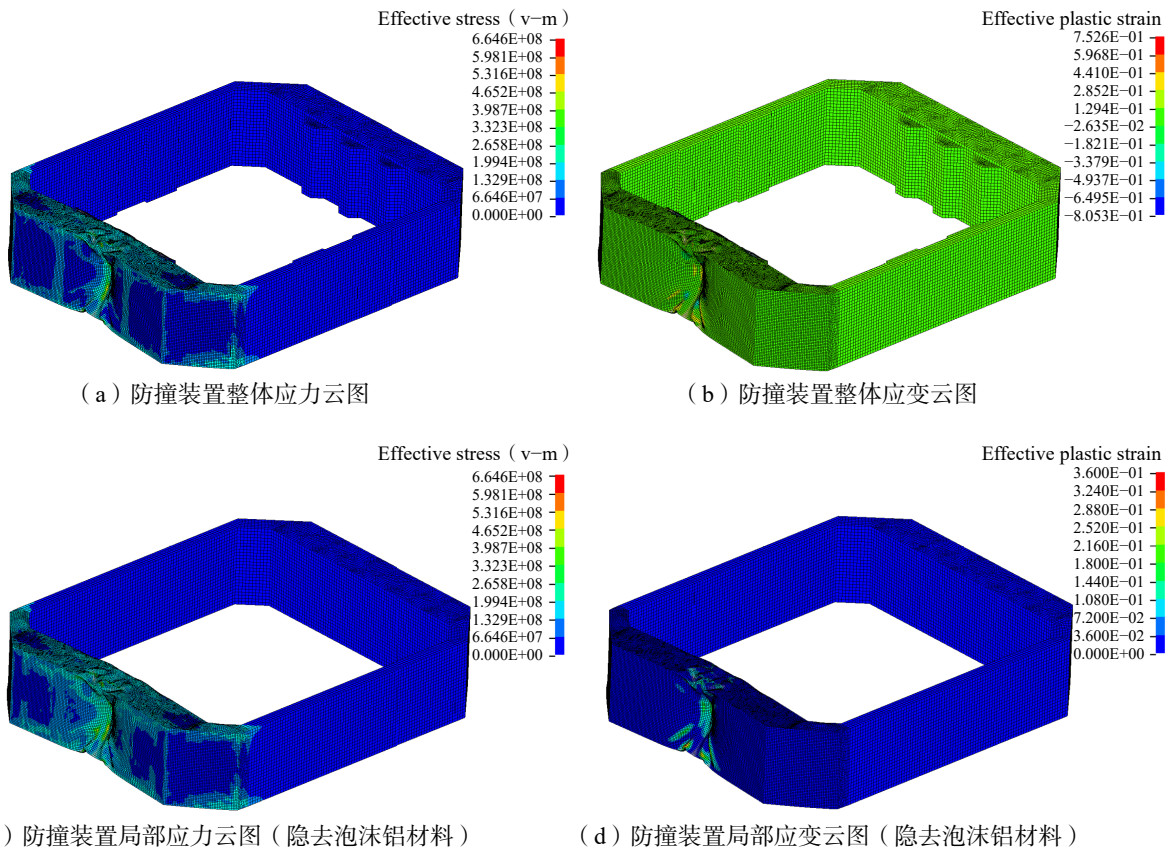 Effective stress（v−m）
6.646E+08
5.981E+08
5.316E+08
4.652E+08
3.987E+08
3.323E+08
2.658E+08
1.994E+08
1.329E+08
6.646E+07
0.000E+00
（a）防撞装置整体应力云图
Effective plastic strain
7.526E−01
5.968E−01
4.410E−01
2.852E−01
1.294E−01
−2.635E−02
−1.821E−01
−3.379E−01
−4.937E−01
−6.495E−01
−8.053E−01
（b）防撞装置整体应变云图
Effective stress（v−m）
6.646E+08
5.981E+08
5.316E+08
4.652E+08
3.987E+08
3.323E+08
2.658E+08
1.994E+08
1.329E+08
6.646E+07
0.000E+00
）防撞装置局部应力云图（隐去泡沫铝材料）
Effective plastic strain
3.600E−01
3.240E−01
2.880E−01
2.520E−01
2.160E−01
1.800E−01
1.440E−01
1.080E−01
7.200E−02
3.600E−02
0.000E+00
（d）防撞装置局部应变云图（隐去泡沫铝材料）